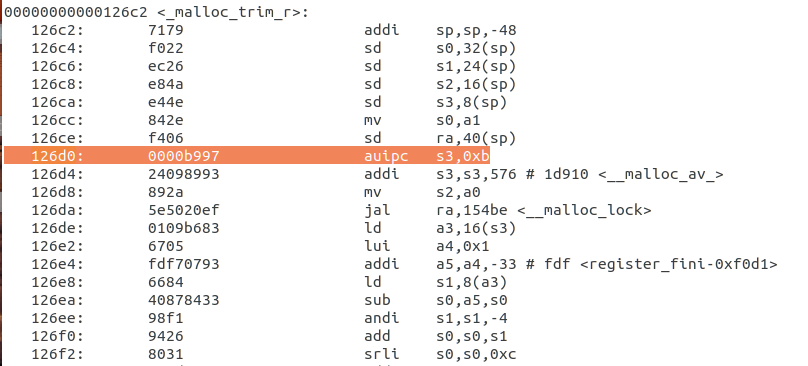 00000000000126c2 <_malloc_trim_r>:
126c2: 7179 addi sp,sp,-48
126c4: f022 sd s0,32(sp)
126c6: ec26 sd s1,24(sp)
126c8: e84a sd s2,16(sp)
126ca: e44e sd s3,8(sp)
126cc: 842e mv s0,a1
126ce: f406 sd ra,40(sp)
126d0: 0000b997 auipc s3,0xb
126d4: 24098993 addi s3,s3,576 # 1d910 <__malloc_av_>
126d8: 892a mv s2,a0
126da: 5e5020ef jal ra,154be <__malloc_lock>
126de: 0109b683 ld a3,16(s3)
126e2: 6705 lui a4,0x1
126e4: fdf70793 addi a5,a4,-33 # fdf <register_fini-0xf0d1>
126e8: 6684 ld s1,8(a3)
126ea: 40878433 sub s0,a5,s0
126ee: 98f1 andi s1,s1,-4
126f0: 9426 add s0,s0,s1
126f2: 8031 srli s0,s0,0xc